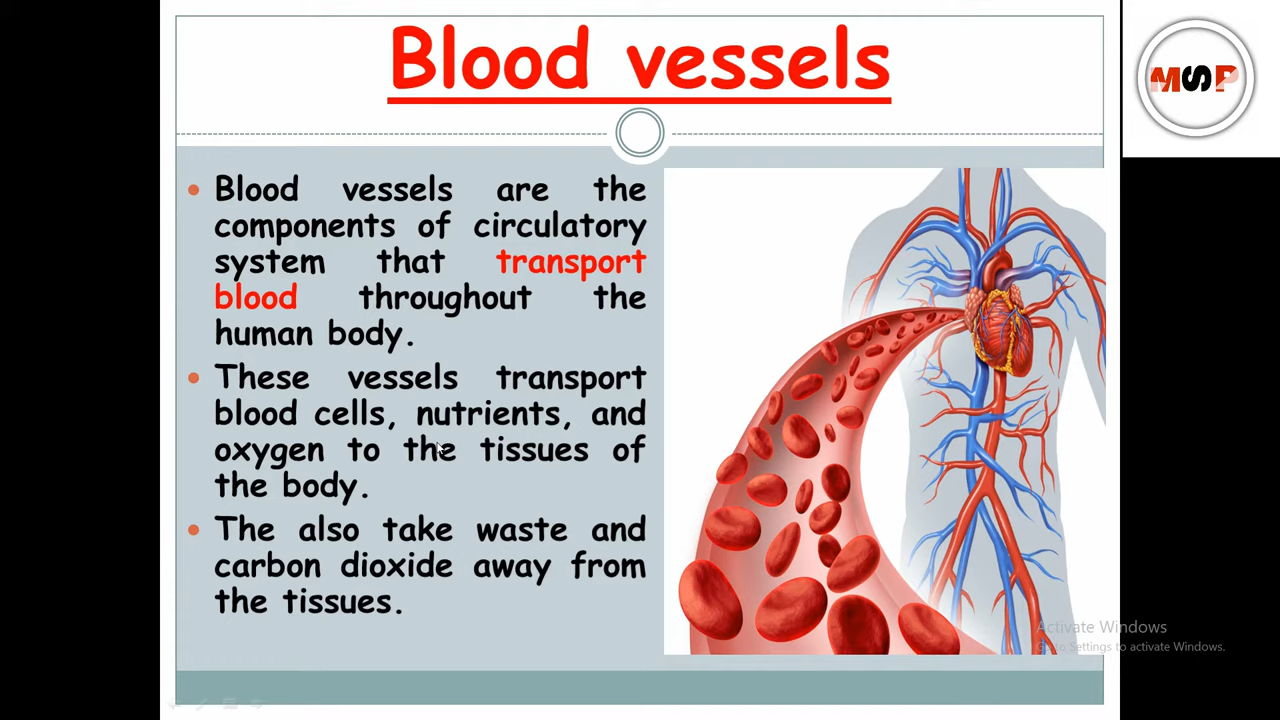 Blood vessels
MSP
Blood vessels are the
components of circulatory
system that transport
blood throughout the
human body.
These vessels transport
blood cells, nutrients, and
oxygen to the tissues of
the body.
The also take waste and
carbon dioxide away from
the tissues.
Activate Windows
Go to Settings to activate Windows.